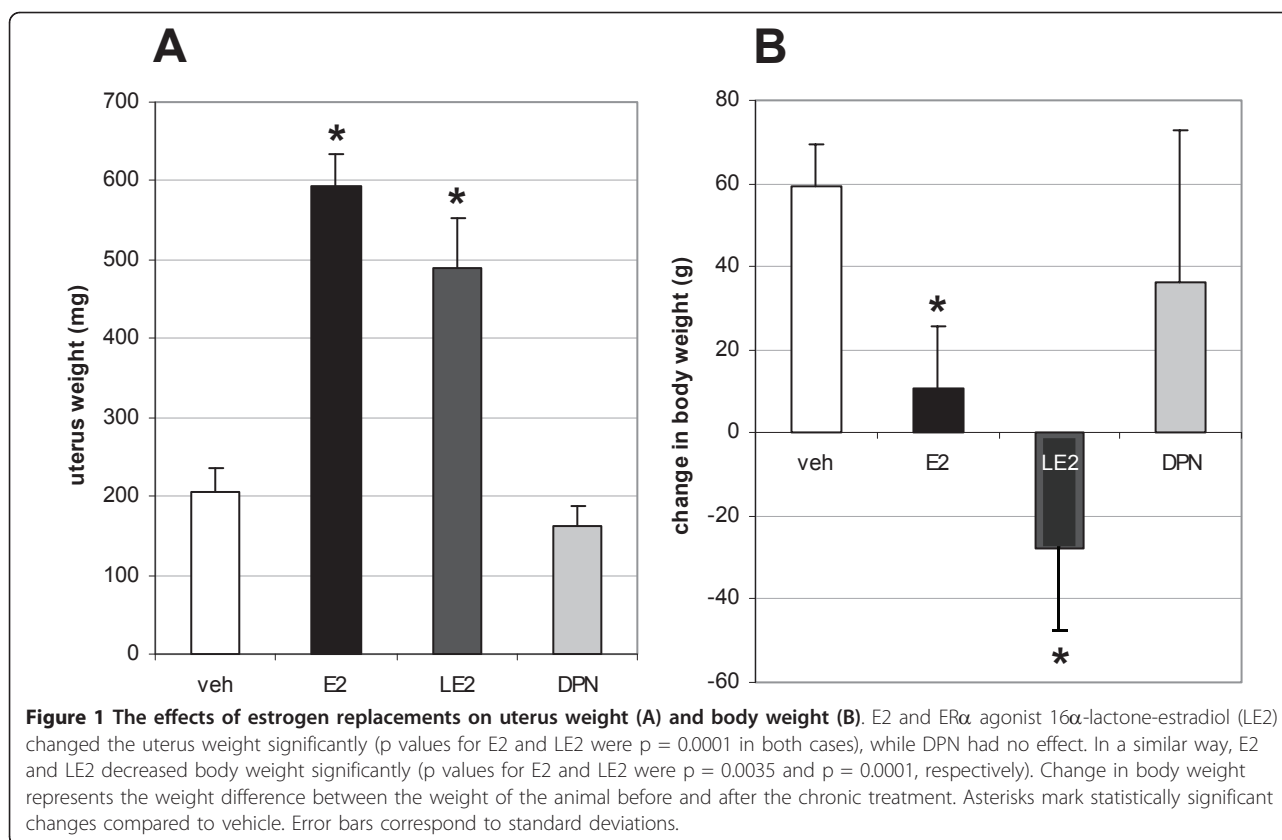 A
700
600
500
400
300
200
100
0
uterus weight (mg)
*
*
veh E2 LE2 DPN
B
80
60
40
20
0
-20
-40
-60
change in body weight (g)
*
*
veh E2 LE2 DPN
Figure 1 The effects of estrogen replacements on uterus weight (A) and body weight (B). E2 and ERα agonist 16α-lactone-estradiol (LE2)
changed the uterus weight significantly (p values for E2 and LE2 were p = 0.0001 in both cases), while DPN had no effect. In a similar way, E2
and LE2 decreased body weight significantly (p values for E2 and LE2 were p = 0.0035 and p = 0.0001, respectively). Change in body weight
represents the weight difference between the weight of the animal before and after the chronic treatment. Asterisks mark statistically significant
changes compared to vehicle. Error bars correspond to standard deviations.